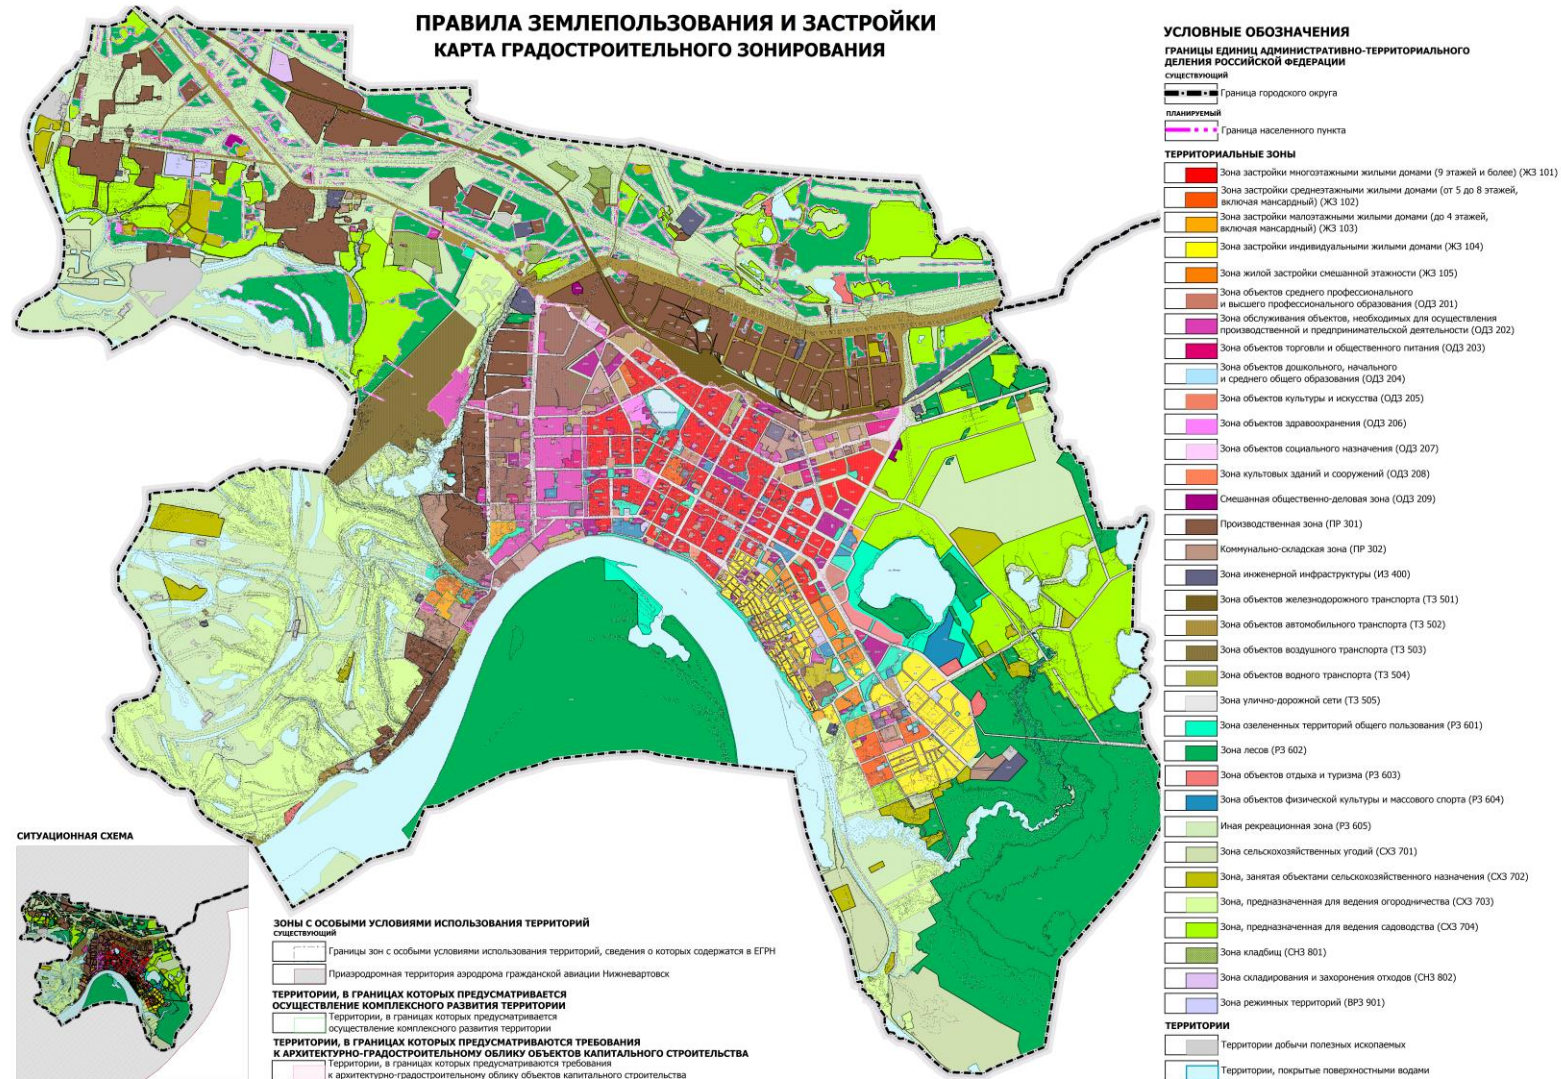 ПРАВИЛА ЗЕМЛЕПОЛЬЗОВАНИЯ И ЗАСТРОЙКИ
КАРТА ГРАДОСТРОИТЕЛЬНОГО ЗОНИРОВАНИЯ
УСЛОВНЫЕ ОБОЗНАЧЕНИЯ
ГРАНИЦЫ ЕДИНИЦ АДМИНИСТРАТИВНО-ТЕРРИТОРИАЛЬНОГО
ДЕЛЕНИЯ РОССИЙСКОЙ ФЕДЕРАЦИИ
СУЩЕСТВУЮЩИЙ
Граница городского округа
ПЛАНИРУЕМЫЙ
Граница населенного пункта
ТЕРРИТОРИАЛЬНЫЕ ЗОНЫ
Зона застройки многоэтажными жилыми домами (9 этажей и более) (ЖЗ 101)
Зона застройки среднеэтажными жилыми домами (от 5 до 8 этажей,
включая мансардный) (ЖЗ 102)
Зона застройки малоэтажными жилыми домами (до 4 этажей,
включая мансардный) (ЖЗ 103)
Зона застройки индивидуальными жилыми домами (ЖЗ 104)
Зона жилой застройки смешанной этажности (ЖЗ 105)
Зона объектов среднего профессионального
и высшего профессионального образования (ОДЗ 201)
Зона обслуживания объектов, необходимых для осуществления
производственной и предпринимательской деятельности (ОДЗ 202)
Зона объектов торговли и общественного питания (ОДЗ 203)
Зона объектов дошкольного, начального
и среднего общего образования (ОДЗ 204)
Зона объектов культуры и искусства (ОДЗ 205)
Зона объектов здравоохранения (ОДЗ 206)
Зона объектов социального назначения (ОДЗ 207)
Зона культовых зданий и сооружений (ОДЗ 208)
Смешанная общественно-деловая зона (ОДЗ 209)
Производственная зона (ПР 301)
Коммунально-складская зона (ПР 302)
Зона инженерной инфраструктуры (ИЗ 400)
Зона объектов железнодорожного транспорта (ТЗ 501)
Зона объектов автомобильного транспорта (ТЗ 502)
Зона объектов воздушного транспорта (ТЗ 503)
Зона объектов водного транспорта (ТЗ 504)
Зона улично-дорожной сети (ТЗ 505)
Зона озелененных территорий общего пользования (РЗ 601)
Зона лесов (РЗ 602)
Зона объектов отдыха и туризма (РЗ 603)
Зона объектов физической культуры и массового спорта (РЗ 604)
Иная рекреационная зона (РЗ 605)
Зона сельскохозяйственных угодий (СХЗ 701)
Зона, занятая объектами сельскохозяйственного назначения (СХЗ 702)
Зона, предназначенная для ведения огородничества (СХЗ 703)
Зона, предназначенная для ведения садоводства (СХЗ 704)
Зона кладбищ (СНЗ 801)
Зона складирования и захоронения отходов (СНЗ 802)
Зона режимных территорий (ВРЗ 901)
ТЕРРИТОРИИ
Территории добычи полезных ископаемых
Территории, покрытые поверхностными водами
СИТУАЦИОННАЯ СХЕМА
ЗОНЫ С ОСОБЫМИ УСЛОВИЯМИ ИСПОЛЬЗОВАНИЯ ТЕРРИТОРИЙ
СУЩЕСТВУЮЩИЙ
Границы зон с особыми условиями использования территорий, сведения о которых содержатся в ЕГРН
Приаэродромная территория аэродрома гражданской авиации Нижневартовск
ТЕРРИТОРИИ, В ГРАНИЦАХ КОТОРЫХ ПРЕДУСМАТРИВАЕТСЯ
ОСУЩЕСТВЛЕНИЕ КОМПЛЕКСНОГО РАЗВИТИЯ ТЕРРИТОРИИ
Территории, в границах которых предусматривается
осуществление комплексного развития территории
ТЕРРИТОРИИ, В ГРАНИЦАХ КОТОРЫХ ПРЕДУСМАТРИВАЮТСЯ ТРЕБОВАНИЯ
К АРХИТЕКТУРНО-ГРАДОСТРОИТЕЛЬНОМУ ОБЛИКУ ОБЪЕКТОВ КАПИТАЛЬНОГО СТРОИТЕЛЬСТВА
Территории, в границах которых предусматриваются требования
к архитектурно-градостроительному облику объектов капитального строительства